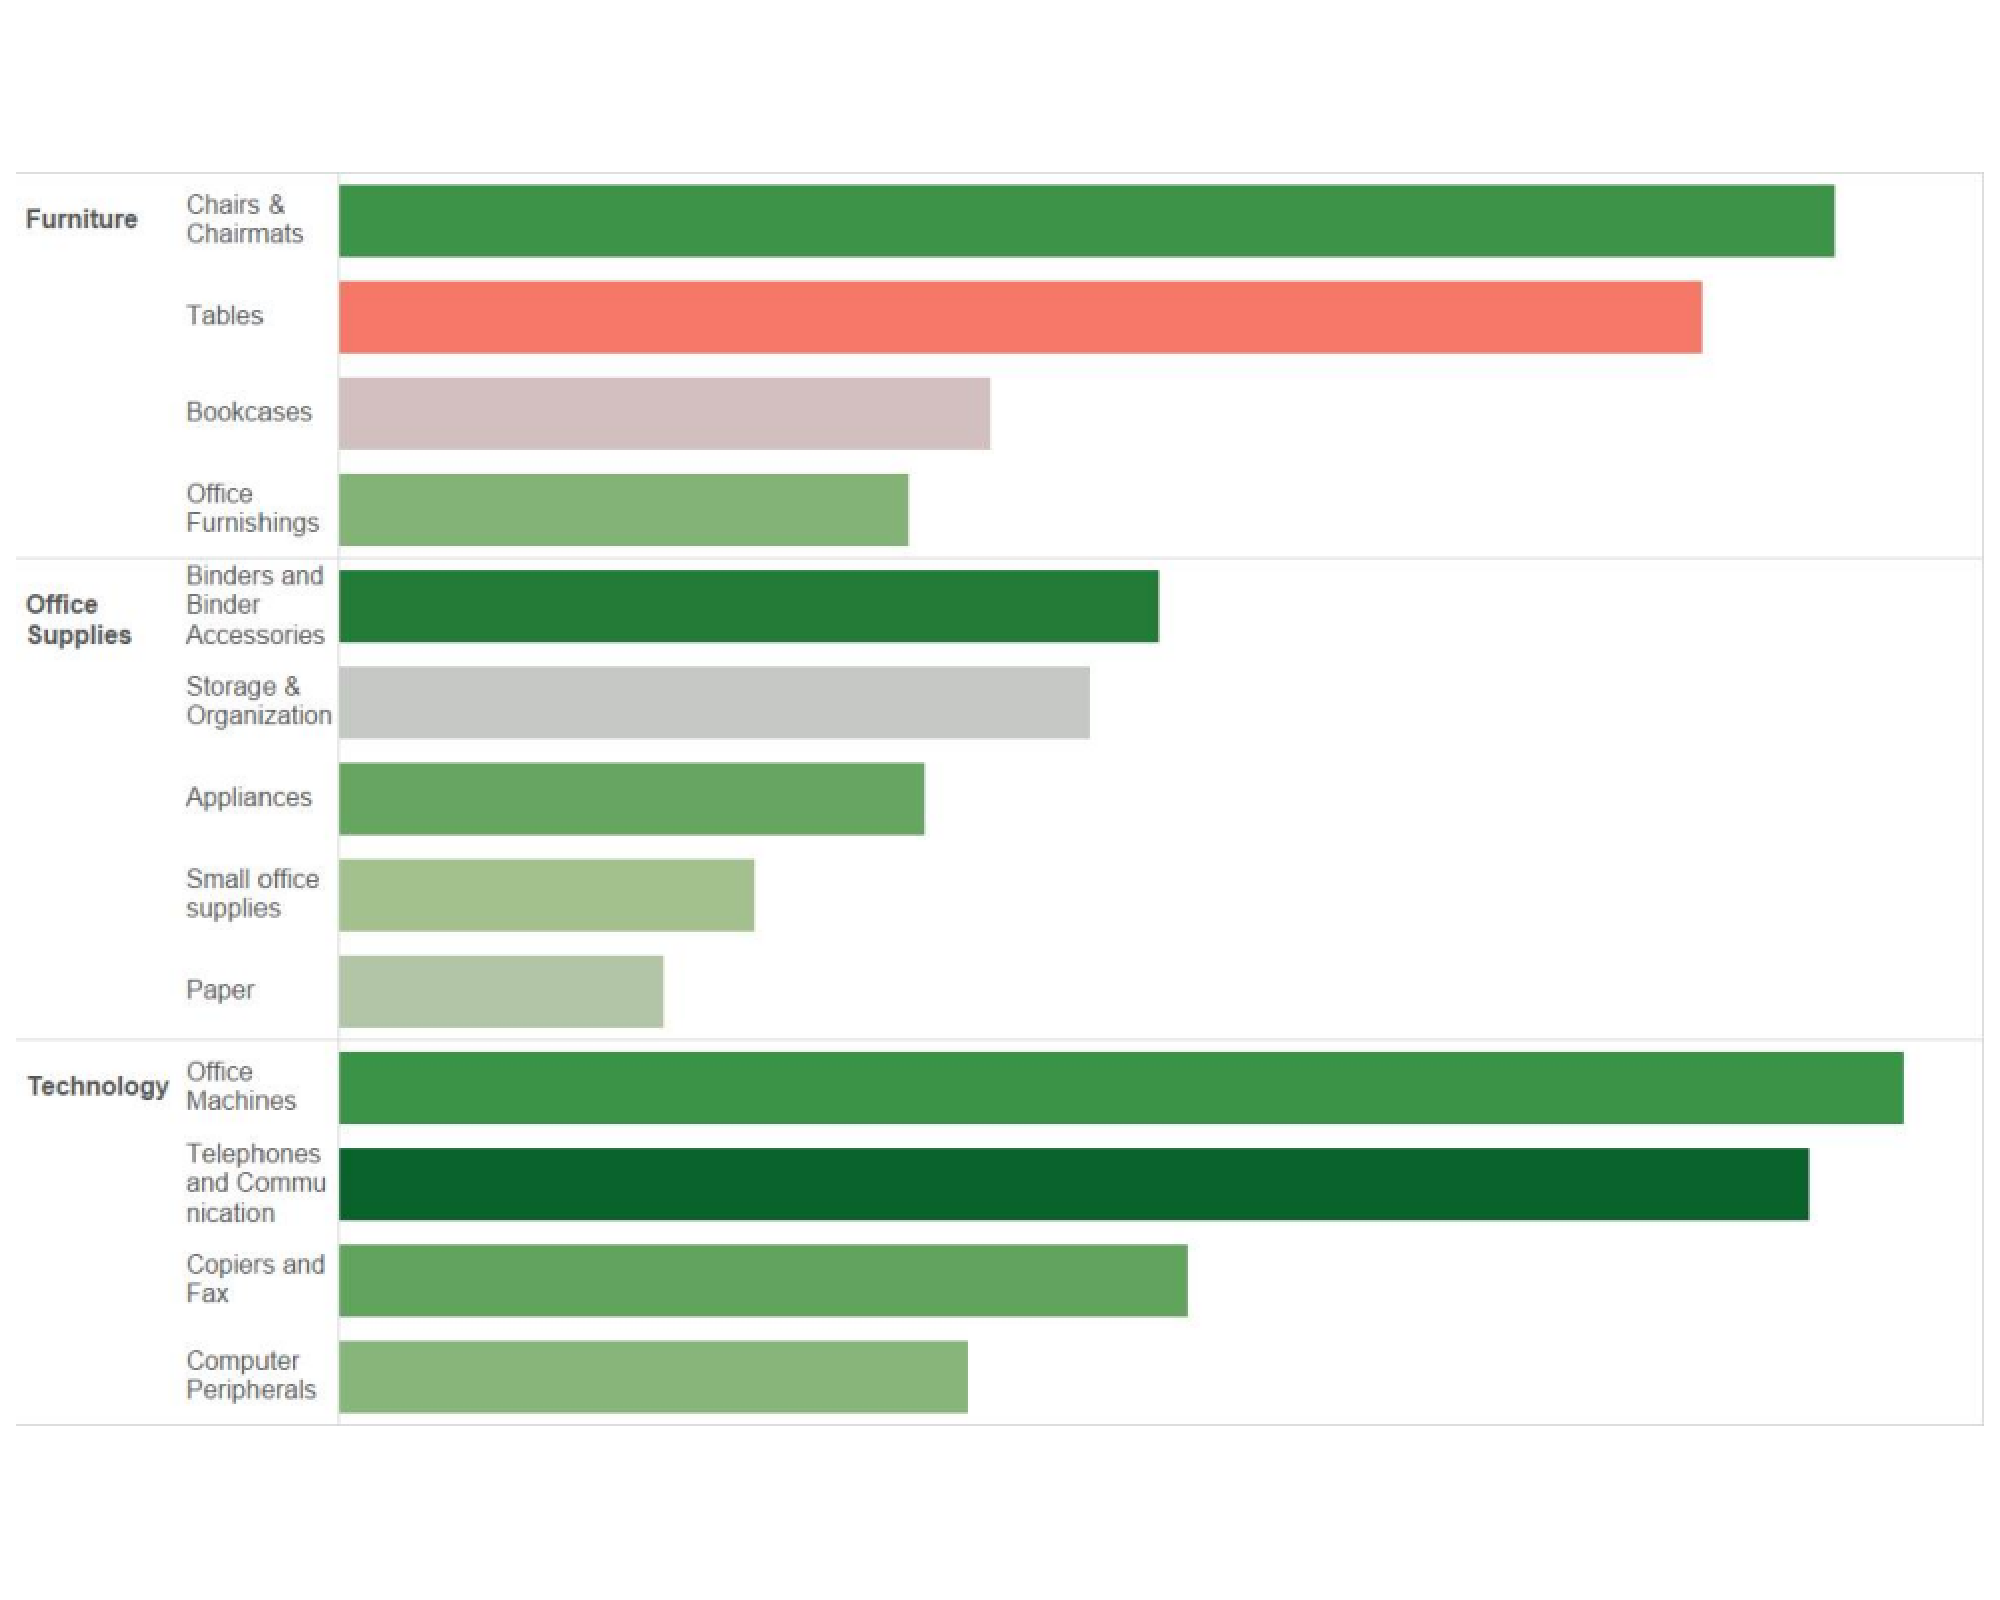 Furniture
Chairs &
Chairmats
Tables
Bookcases
Office
Furnishings
Office
Supplies
Binders and
Binder
Accessories
Storage &
Organization
Appliances
Small office
supplies
Paper
Technology
Office
Machines
Telephones
and Commu
nication
Copiers and
Fax
Computer
Peripherals